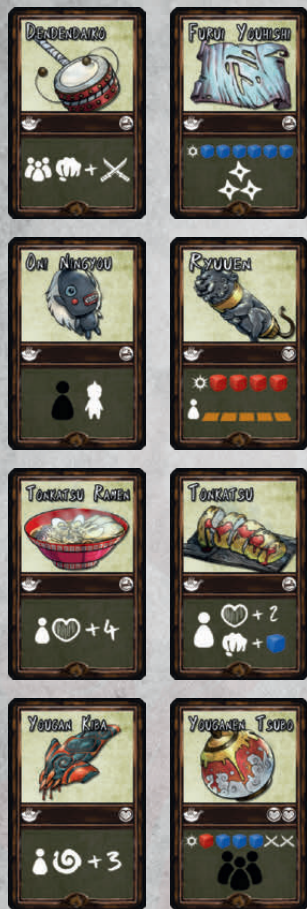 Dendendaiko
Furui Youhishi
+
Oni Ningyou
Ryuuen
Tonkatsu Ramen
Tonkatsu
+4
+2
+
Yougan Kiba
Youganen Tsubo
+3